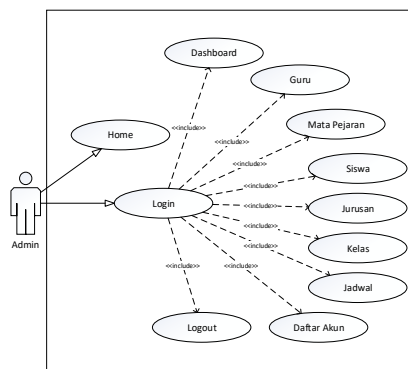 Dashboard
Guru
<<include>>
<<include>>
Mata Pejaran
Home
<<include>>
Siswa
<<include>>
Login
<<include>>
Jurusan
Admin
<<include>>
Kelas
<<include>>
<<include>>
<<include>>
Jadwal
Logout
Daftar Akun